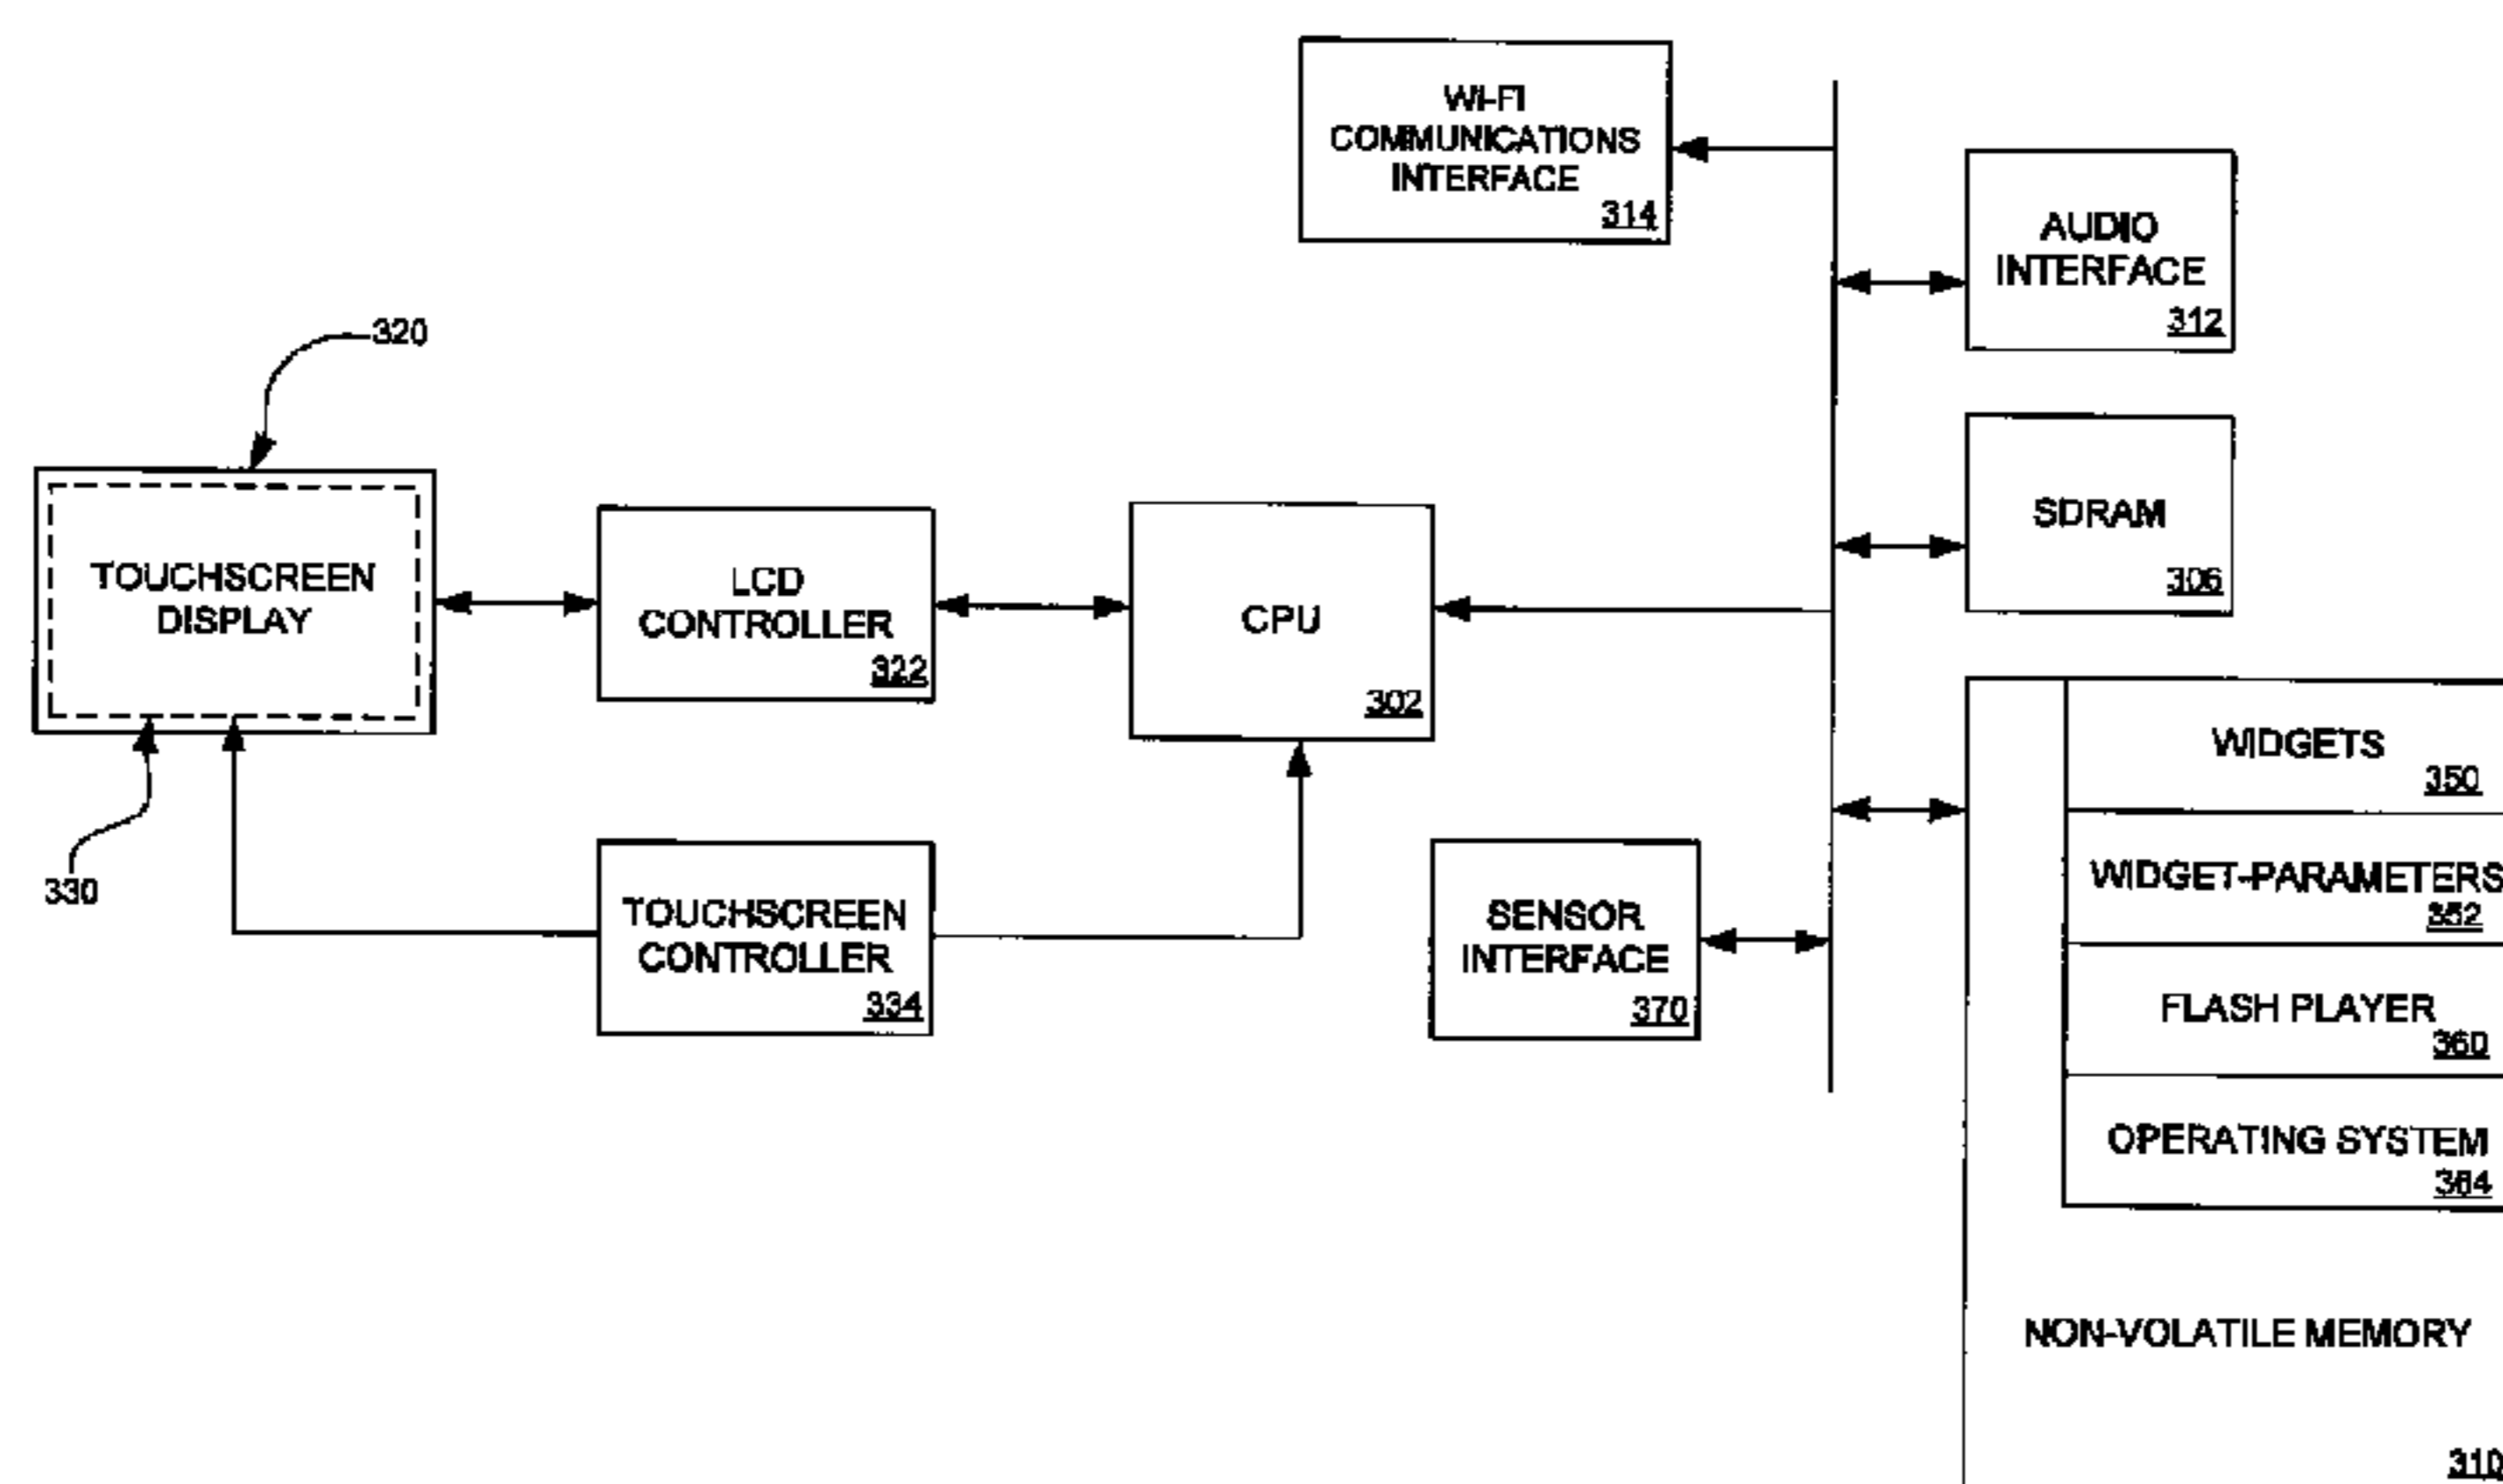 WI-FI
COMMUNICATIONS
INTERFACE
314
AUDIO
INTERFACE
312
320
SDRAM
306
TOUCHSCREEN
DISPLAY
LCD
CONTROLLER
322
CPU
302
WIDGETS
350
330
TOUCHSCREEN
CONTROLLER
334
SENSOR
INTERFACE
370
WIDGET-PARAMETERS
352
FLASH PLAYER
360
OPERATING SYSTEM
364
NON-VOLATILE MEMORY
310